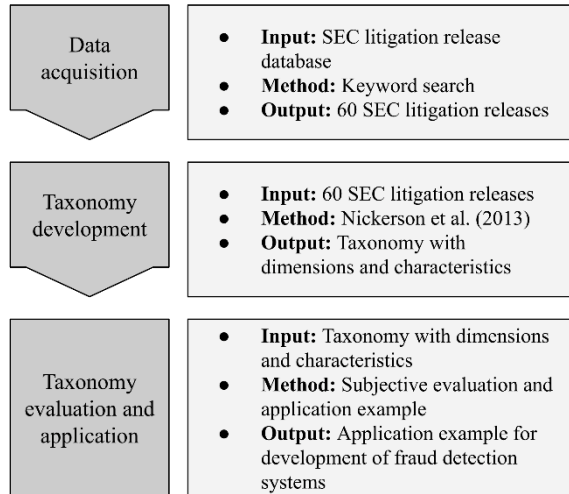 Data
acquisition
● Input: SEC litigation release
database
● Method: Keyword search
● Output: 60 SEC litigation releases
Taxonomy
development
● Input: 60 SEC litigation releases
● Method: Nickerson et al. (2013)
● Output: Taxonomy with
dimensions and characteristics
Taxonomy
evaluation and
application
● Input: Taxonomy with dimensions
and characteristics
● Method: Subjective evaluation and
application example
● Output: Application example for
development of fraud detection
systems